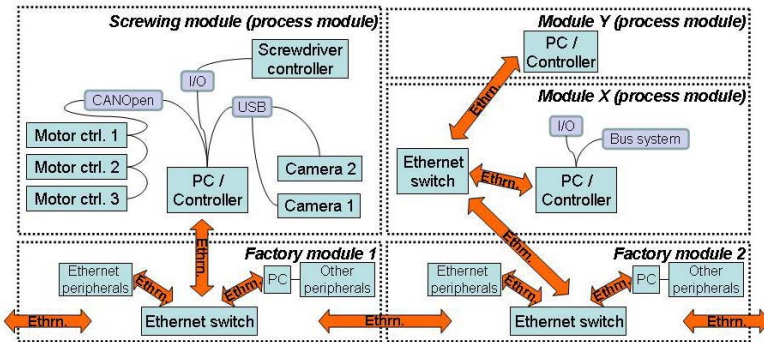 Screwing module (process module)
Screwdriver
controller
I/O
CANOpen
USB
Motor ctrl. 1
Motor ctrl. 2
Motor ctrl. 3
PC /
Controller
Camera 2
Camera 1
Ethrn.
Module Y (process module)
PC /
Controller
Ethrn.
Module X (process module)
I/O
Bus system
Ethernet
switch
Ethrn.
PC /
Controller
Ethrn.
Factory module 1
Ethernet
peripherals
Ethrn.
Ethrn.
PC
Other
peripherals
Ethrn.
Ethernet switch
Ethrn.
Factory module 2
Ethernet
peripherals
Ethrn.
Ethrn.
PC
Other
peripherals
Ethernet switch
Ethrn.